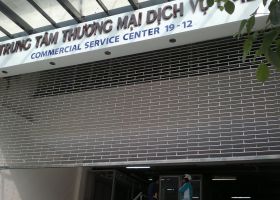 TRUNG TÂM THƯƠNG MẠI DỊCH VỤ
COMMERCIAL SERVICE CENTER 19-12